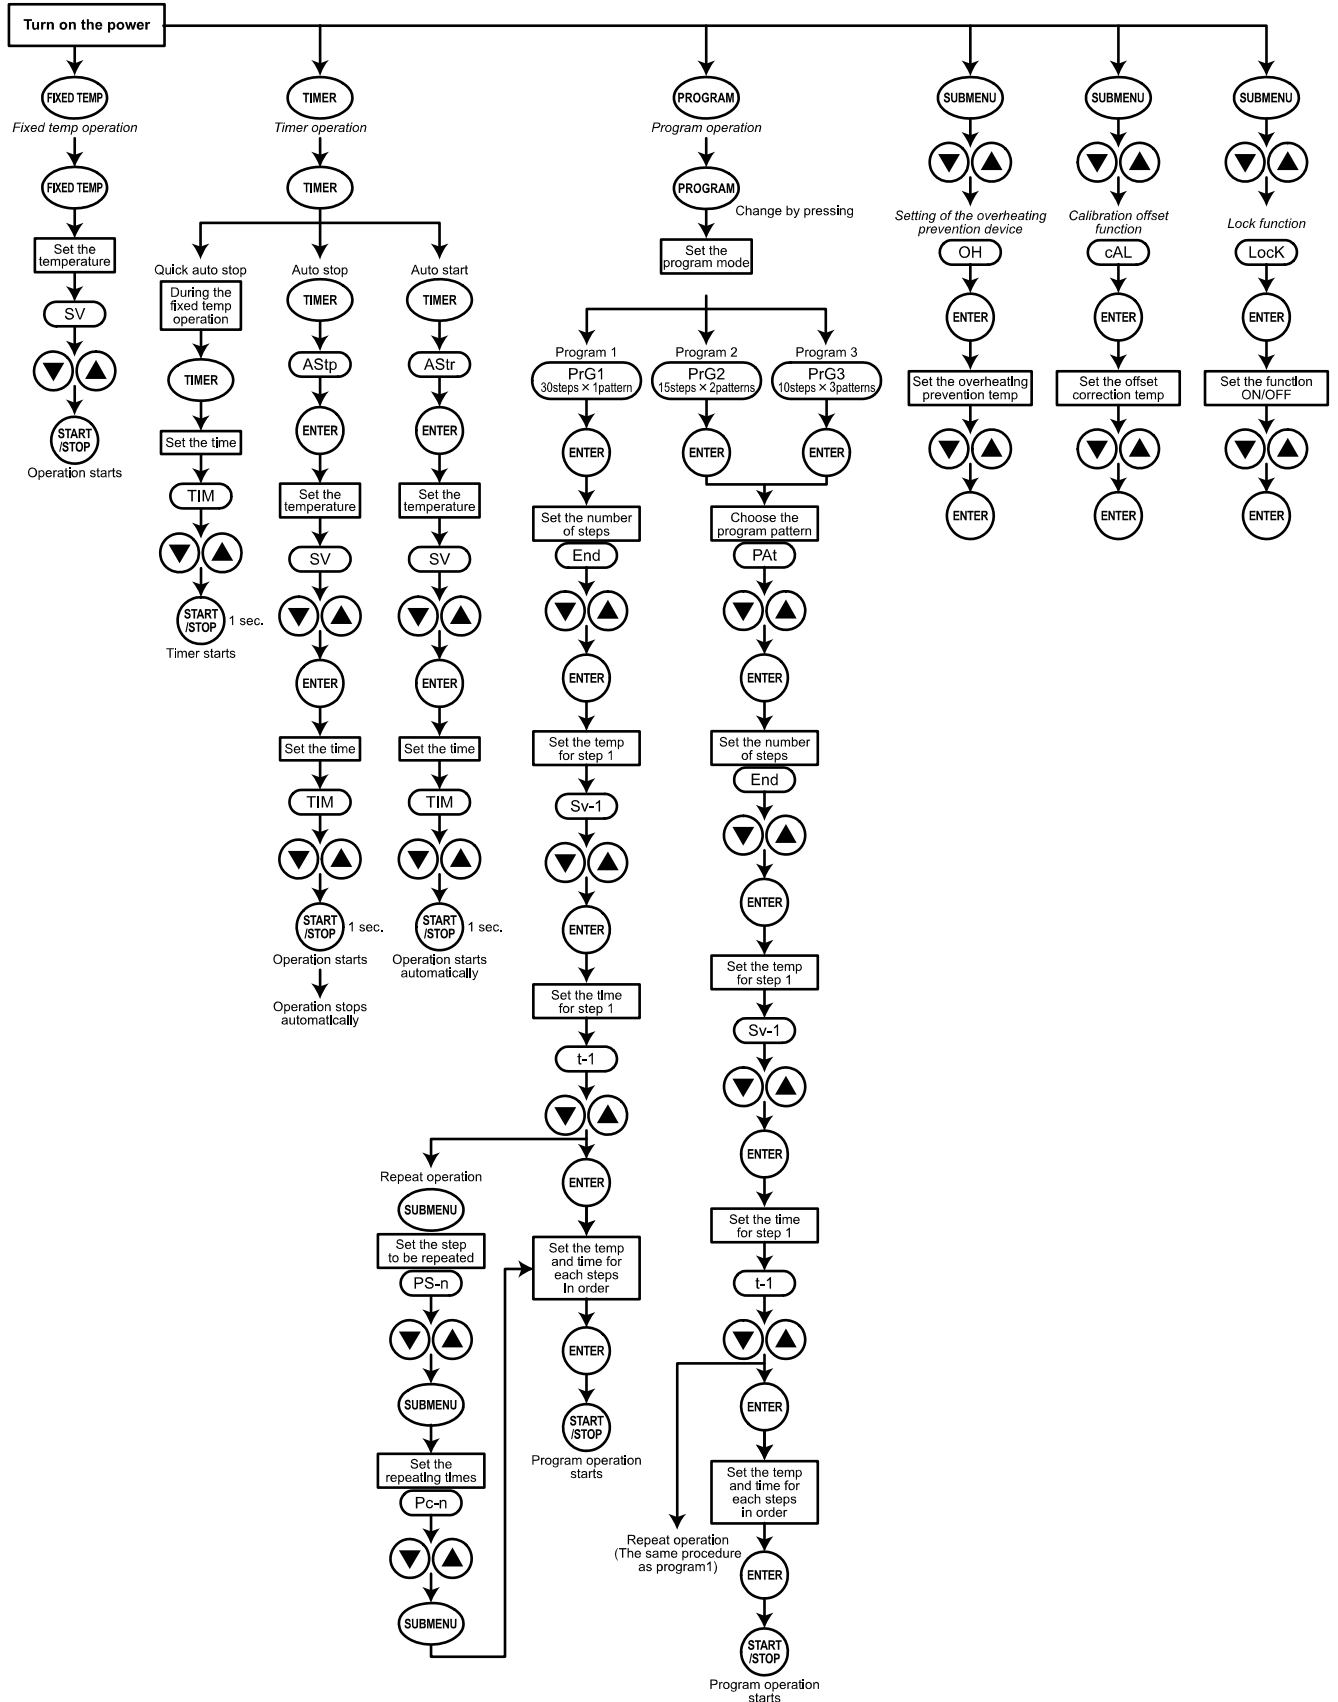 Turn on the power
FIXED TEMP
Fixed temp operation
FIXED TEMP
Set the
temperature
SV
START
/STOP
Operation starts
TIMER
Timer operation
TIMER
Quick auto stop
During the
fixed temp
operation
TIMER
Set the time
TIM
START
/STOP
1 sec.
Timer starts
Auto stop
TIMER
AStp
ENTER
Set the
temperature
SV
ENTER
Set the time
TIM
START
/STOP
1 sec.
Operation starts
Operation stops
automatically
Auto start
TIMER
AStr
ENTER
Set the
temperature
SV
ENTER
Set the time
TIM
START
/STOP
1 sec.
Operation starts
automatically
PROGRAM
Program operation
PROGRAM
Change by pressing
Set the
program mode
Program 1
PrG1
30steps × 1pattern
ENTER
Set the number
of steps
End
ENTER
Set the temp
for step 1
Sv-1
ENTER
Set the time
for step 1
t-1
Repeat operation
SUBMENU
Set the step
to be repeated
PS-n
SUBMENU
Set the
repeating times
Pc-n
SUBMENU
ENTER
Set the temp
and time for
each steps
in order
ENTER
START
/STOP
Program operation
starts
Program 2
PrG2
15steps × 2patterns
ENTER
Program 3
PrG3
10steps × 3patterns
ENTER
Choose the
program pattern
PAt
ENTER
Set the number
of steps
End
ENTER
Set the temp
for step 1
Sv-1
ENTER
Set the time
for step 1
t-1
Repeat operation
(The same procedure
as program1)
ENTER
Set the temp
and time for
each steps
in order
ENTER
START
/STOP
Program operation
starts
SUBMENU
Setting of the overheating
prevention device
OH
ENTER
Set the overheating
prevention temp
ENTER
SUBMENU
Calibration offset
function
cAL
ENTER
Set the offset
correction temp
ENTER
SUBMENU
Lock function
LocK
ENTER
Set the function
ON/OFF
ENTER